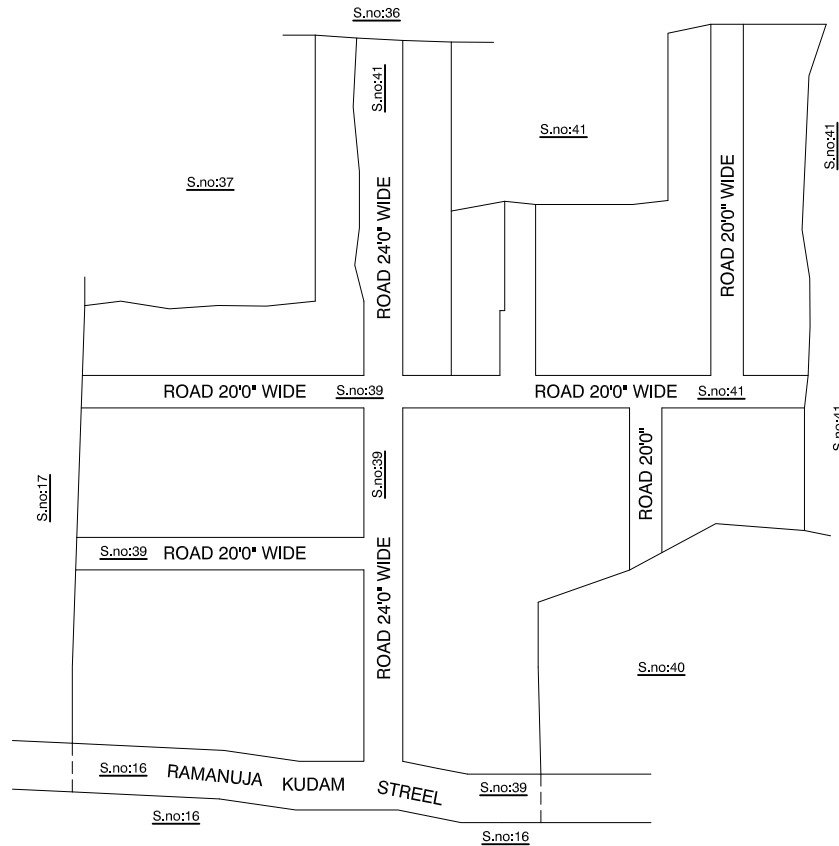 S.no:36
S.no:41
S.no:41
S.no:41
S.no:37
ROAD 24'0" WIDE
ROAD 20'0" WIDE
ROAD 20'0" WIDE
S.no:39
ROAD 20'0" WIDE
S.no:41
S.no:41
S.no:39
ROAD 20'0"
S.no:17
S.no:39
ROAD 20'0" WIDE
ROAD 24'0" WIDE
S.no:40
S.no:16
RAMANUJA KUDAM STREEL
S.no:39
S.no:16
S.no:16